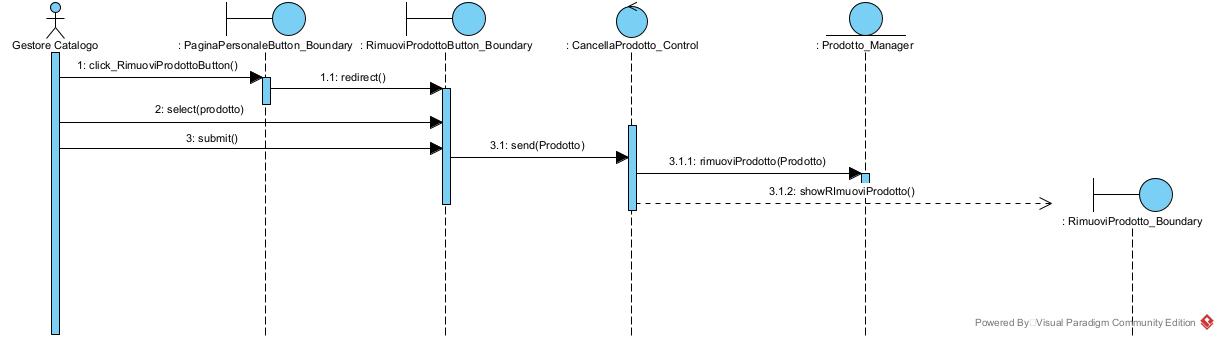 Gestore Catalogo
: PaginaPersonaleButton_Boundary
: RimuoviProdottoButton_Boundary
: CancellaProdotto_Control
: Prodotto_Manager
1: click_RimuoviProdottoButton()
1.1: redirect()
2: select(prodotto)
3: submit()
3.1: send(Prodotto)
3.1.1: rimuoviProdotto(Prodotto)
3.1.2: showRImuoviProdotto()
: RimuoviProdotto_Boundary
Powered By Visual Paradigm Community Edition